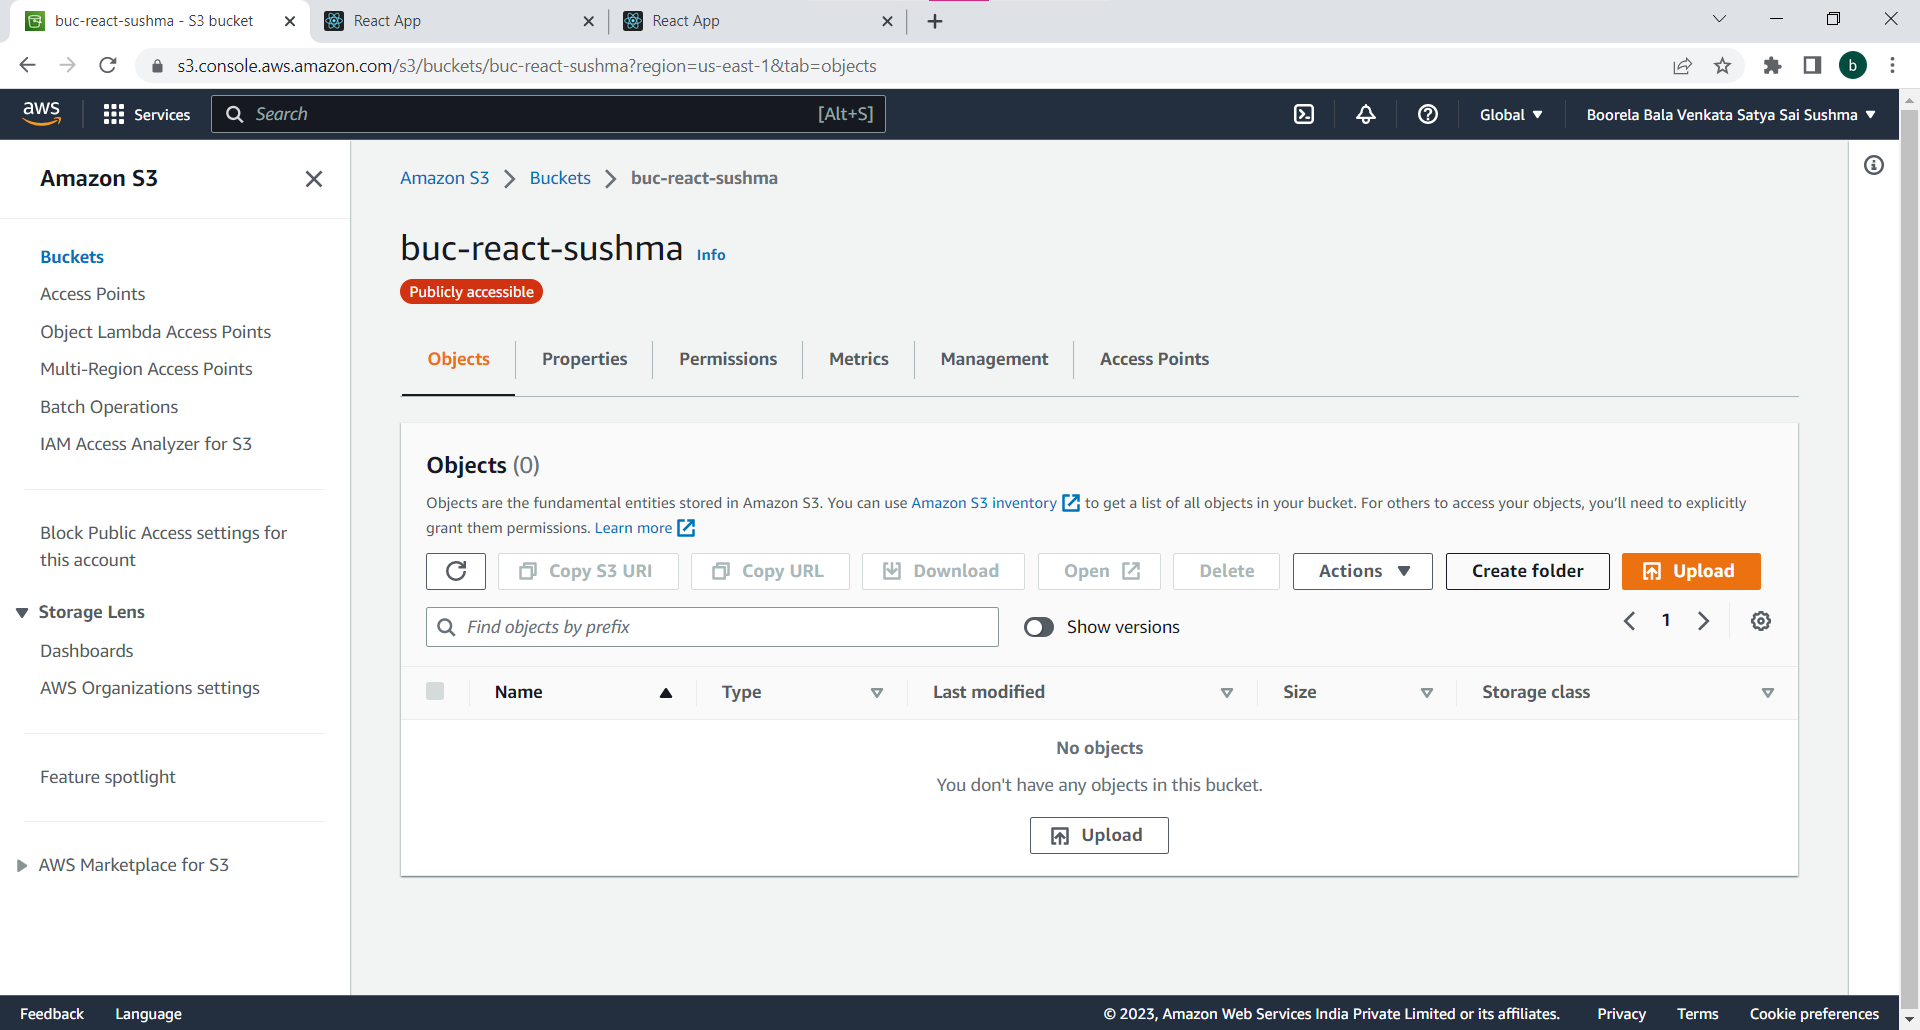 buc-react-sushma - S3 bucket
React App
React App
s3.console.aws.amazon.com/s3/buckets/buc-react-sushma?region=us-east-1&tab=objects
b
aws
Services
Search
[Alt+S]
Global
Boorela Bala Venkata Satya Sai Sushma
Amazon S3
Buckets
Access Points
Object Lambda Access Points
Multi-Region Access Points
Batch Operations
IAM Access Analyzer for S3
Block Public Access settings for
this account
Storage Lens
Dashboards
AWS Organizations settings
Feature spotlight
AWS Marketplace for S3
Amazon S3 > Buckets > buc-react-sushma
buc-react-sushma Info
Publicly accessible
Objects
Properties
Permissions
Metrics
Management
Access Points
Objects (0)
Objects are the fundamental entities stored in Amazon S3. You can use Amazon S3 inventory to get a list of all objects in your bucket. For others to access your objects, you’ll need to explicitly
grant them permissions. Learn more
Copy S3 URI
Copy URL
Download
Open
Delete
Actions
Create folder
Upload
Find objects by prefix
Show versions
1
Name
Type
Last modified
Size
Storage class
No objects
You don't have any objects in this bucket.
Upload
Feedback
Language
© 2023, Amazon Web Services India Private Limited or its affiliates.
Privacy
Terms
Cookie preferences